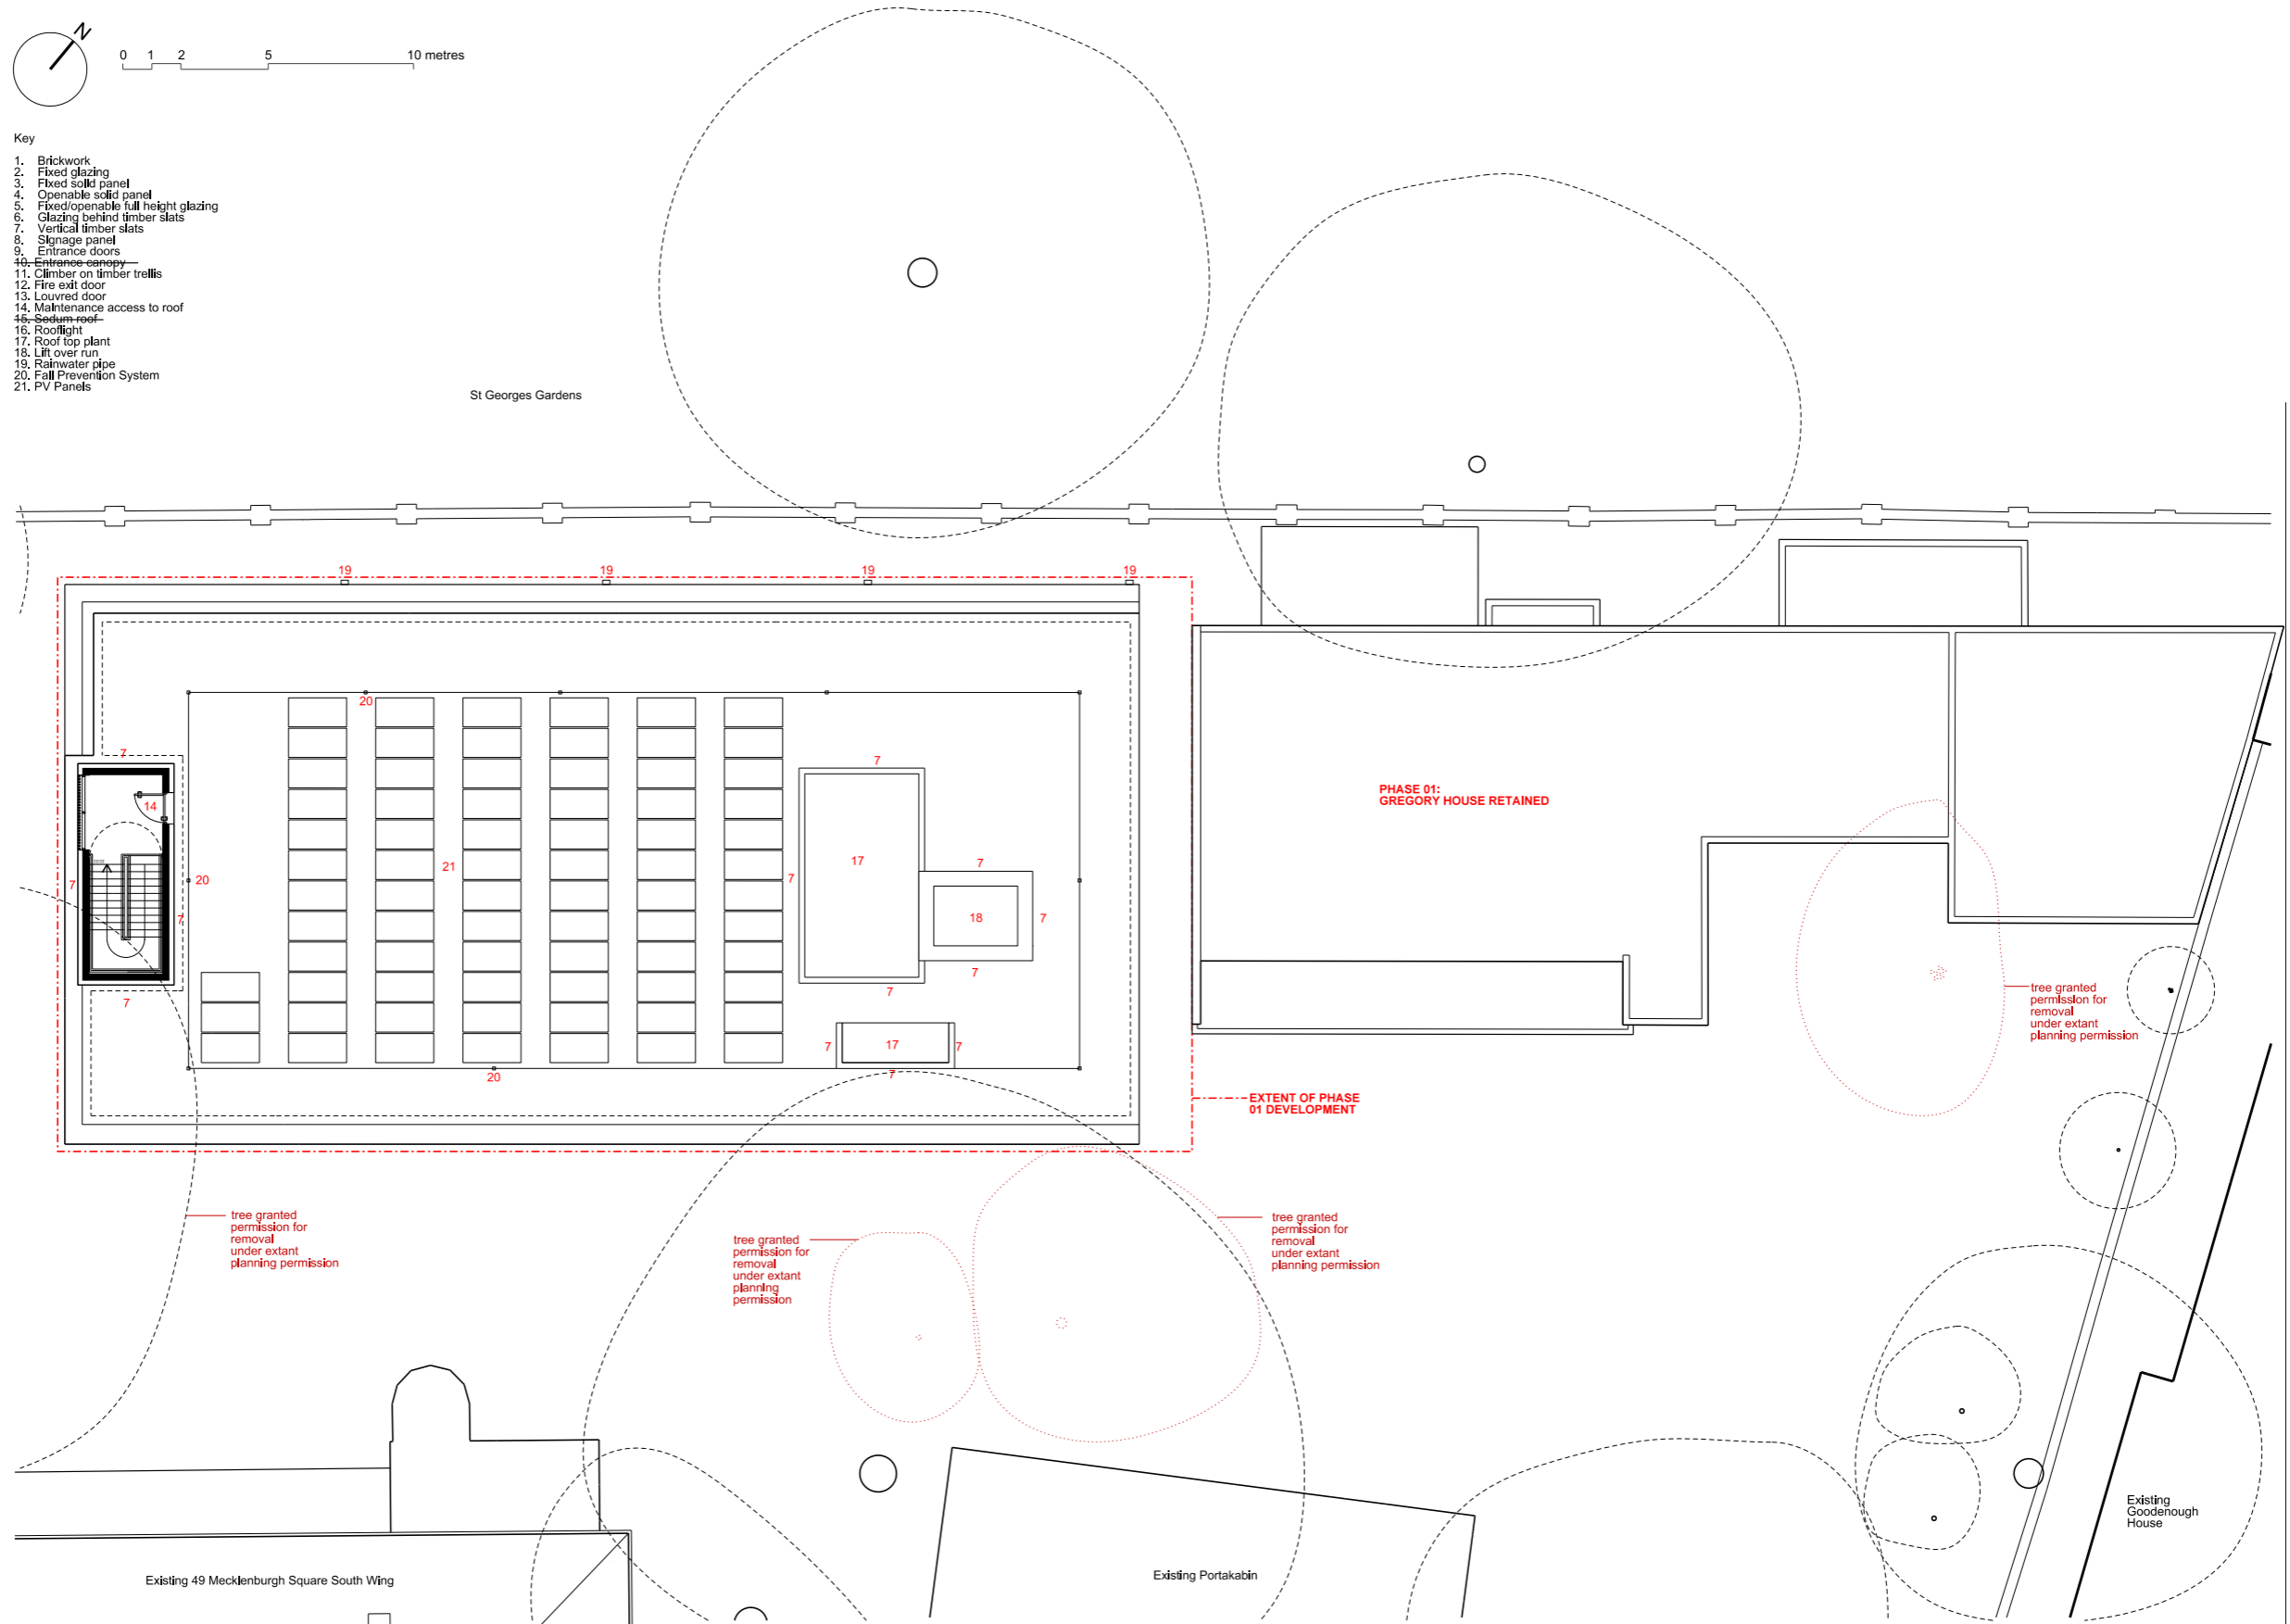 N
0 1 2 5 10 metres
Key
1. Brickwork
2. Fixed glazing
3. Fixed solid panel
4. Openable solid panel
5. Fixed/openable full height glazing
6. Glazing behind timber slats
7. Vertical timber slats
8. Signage panel
9. Entrance doors
10. Entrance canopy
11. Climber on timber trellis
12. Fire exit door
13. Louvred door
14. Maintenance access to roof
15. Sedum roof
16. Rooflight
17. Roof top plant
18. Lift over run
19. Rainwater pipe
20. Fall Prevention System
21. PV Panels
St Georges Gardens
19 19 19 19
20
7
7
14
PHASE 01:
GREGORY HOUSE RETAINED
17
7
21
20
7
7
7
18
7
7
7
7
7
tree granted
permission for
removal
under extant
planning permission
7
17
7
7
20
EXTENT OF PHASE
01 DEVELOPMENT
tree granted
permission for
removal
under extant
planning permission
tree granted
permission for
removal
under extant
planning
permission
tree granted
permission for
removal
under extant
planning permission
Existing
Goodenough
House
Existing 49 Mecklenburgh Square South Wing
Existing Portakabin